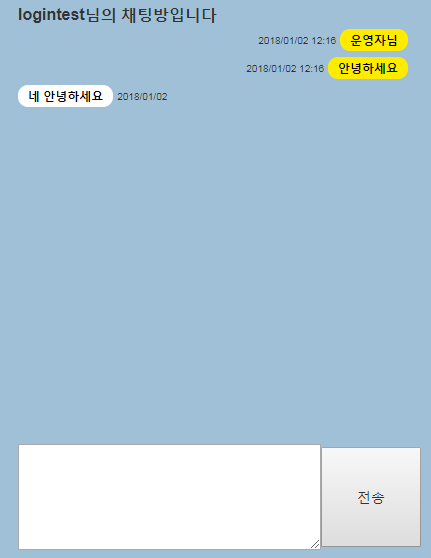 logintest님의 채팅방입니다
2018/01/02 12:16 운영자님
2018/01/02 12:16 안녕하세요
네 안녕하세요 2018/01/02
전송